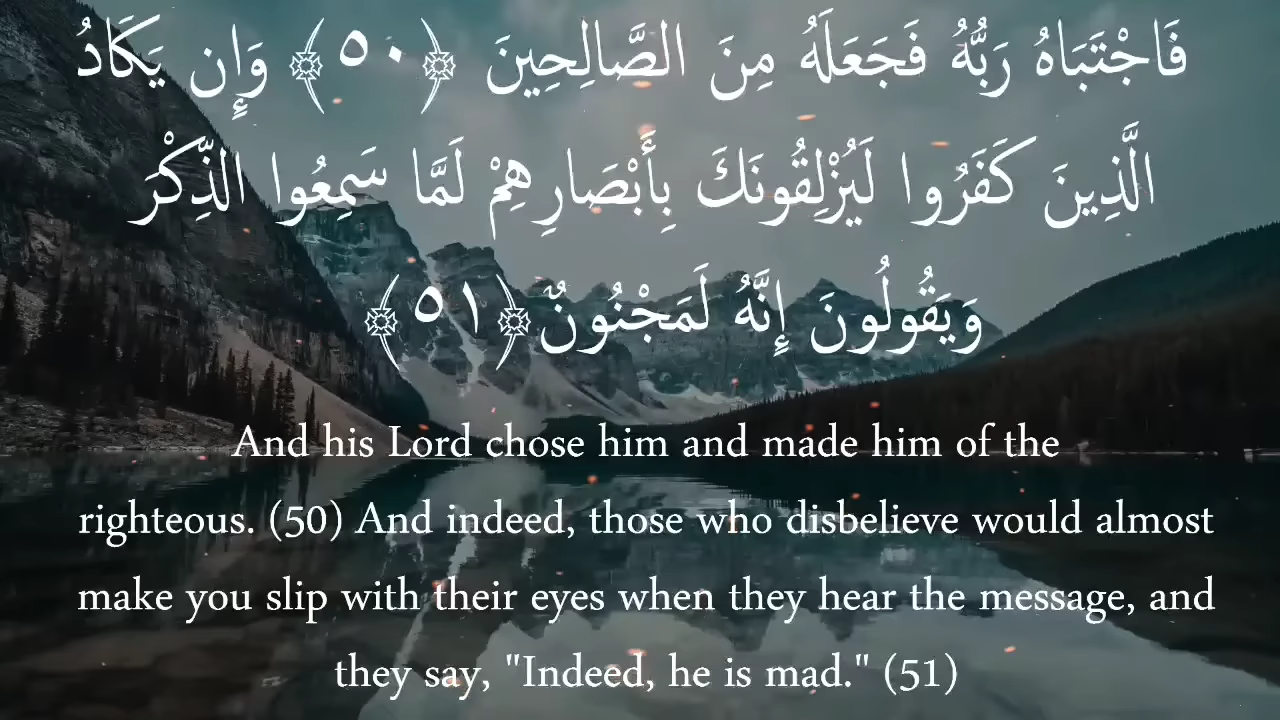 فَاجْتَبَاهُ رَبُّهُ فَجَعَلَهُ مِنَ الصَّالِحِينَ ﴿٥٠﴾ وَإِن يَكَادُ
الَّذِينَ كَفَرُوا لَيُزْلِقُونَكَ بِأَبْصَارِهِمْ لَمَّا سَمِعُوا الذِّكْرَ
وَيَقُولُونَ إِنَّهُ لَمَجْنُونٌ ﴿٥١﴾
And his Lord chose him and made him of the
righteous. (50) And indeed, those who disbelieve would almost
make you slip with their eyes when they hear the message, and
they say, "Indeed, he is mad." (51)